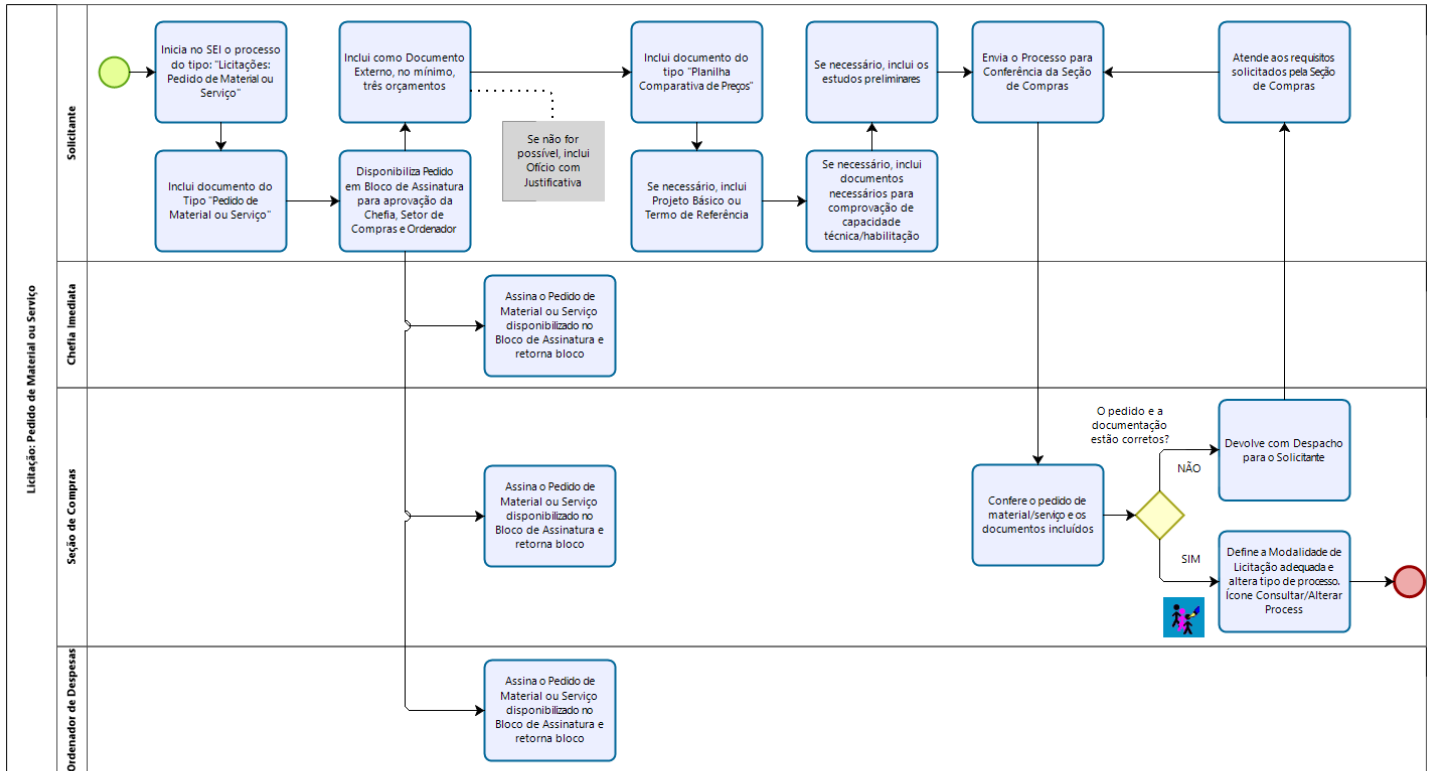 Licitação: Pedido de Material ou Serviço
Solicitante
Inicia no SEI o processo
do tipo: "Licitações:
Pedido de Material ou
Serviço"
Inclui documento do
Tipo "Pedido de
Material ou Serviço"
Inclui como Documento
Externo, no mínimo,
três orçamentos
Disponibiliza Pedido
em Bloco de Assinatura
para aprovação da
Chefia, Setor de
Compras e Ordenador
Se não for
possível, inclui
Ofício com
Justificativa
Inclui documento do
tipo "Planilha
Comparativa de Preços"
Se necessário, inclui
Projeto Básico ou
Termo de Referência
Se necessário, inclui os
estudos preliminares
Se necessário, inclui
documentos
necessários para
comprovação de
capacidade
técnica/habilitação
Envia o Processo para
Conferência da Seção
de Compras
Atende aos requisitos
solicitados pela Seção
de Compras
Chefia Imediata
Assina o Pedido de
Material ou Serviço
disponibilizado no
Bloco de Assinatura e
retorna bloco
Seção de Compras
Assina o Pedido de
Material ou Serviço
disponibilizado no
Bloco de Assinatura e
retorna bloco
Confere o pedido de
material/serviço e os
documentos incluídos
O pedido e a
documentação
estão corretos?
NÃO
Devolve com Despacho
para o Solicitante
SIM
Define a Modalidade de
Licitação adequada e
altera tipo de processo.
Ícone Consultar/Alterar
Process
Ordenador de Despesas
Assina o Pedido de
Material ou Serviço
disponibilizado no
Bloco de Assinatura e
retorna bloco